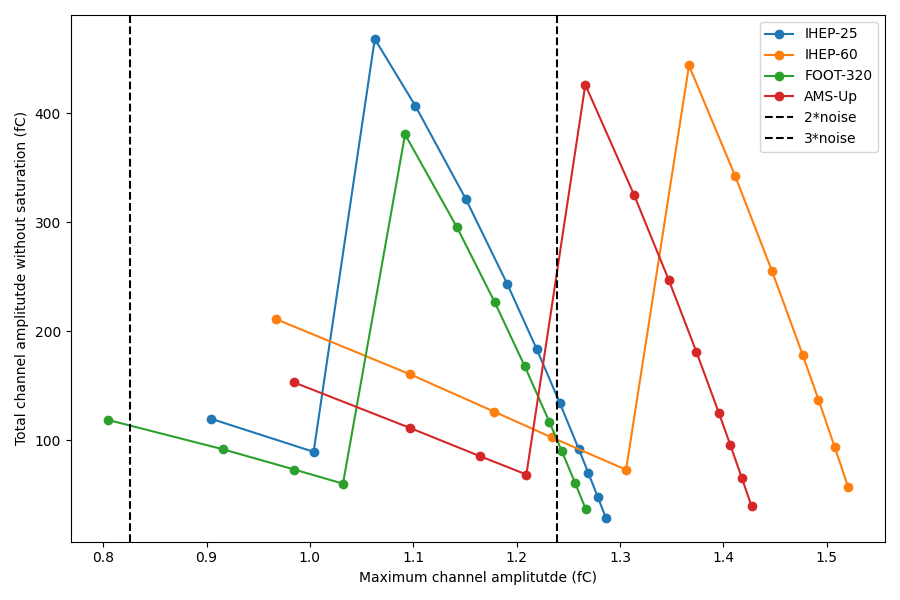 IHEP-25
IHEP-60
FOOT-320
AMS-Up
2*noise
3*noise
Total channel amplitutde without saturation (fC)
400
300
200
100
0.8 0.9 1.0 1.1 1.2 1.3 1.4 1.5
Maximum channel amplitutde (fC)